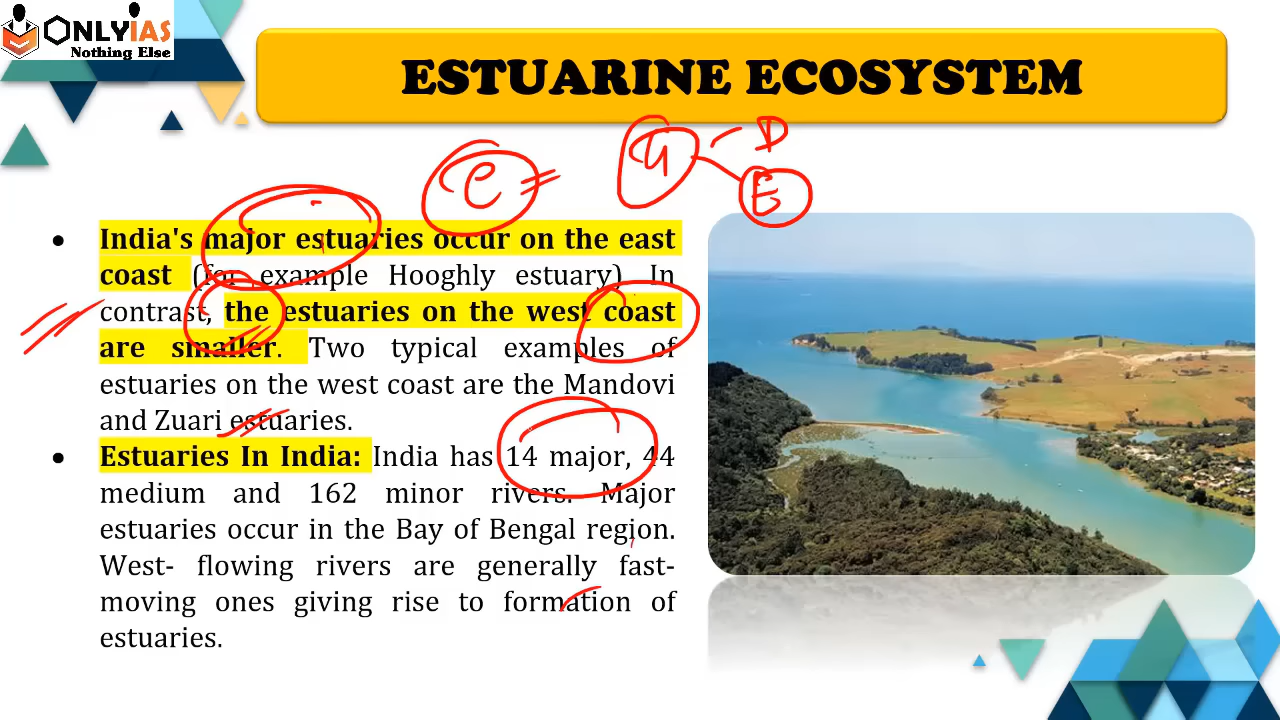 ONLYIAS
Nothing Else
ESTUARINE ECOSYSTEM
e
G
D
E
• India's major estuaries occur on the east
coast (for example Hooghly estuary). In
contrast, the estuaries on the west coast
are smaller. Two typical examples of
estuaries on the west coast are the Mandovi
and Zuari estuaries.
• Estuaries In India: India has 14 major, 44
medium and 162 minor rivers. Major
estuaries occur in the Bay of Bengal region.
West- flowing rivers are generally fast-
moving ones giving rise to formation of
estuaries.